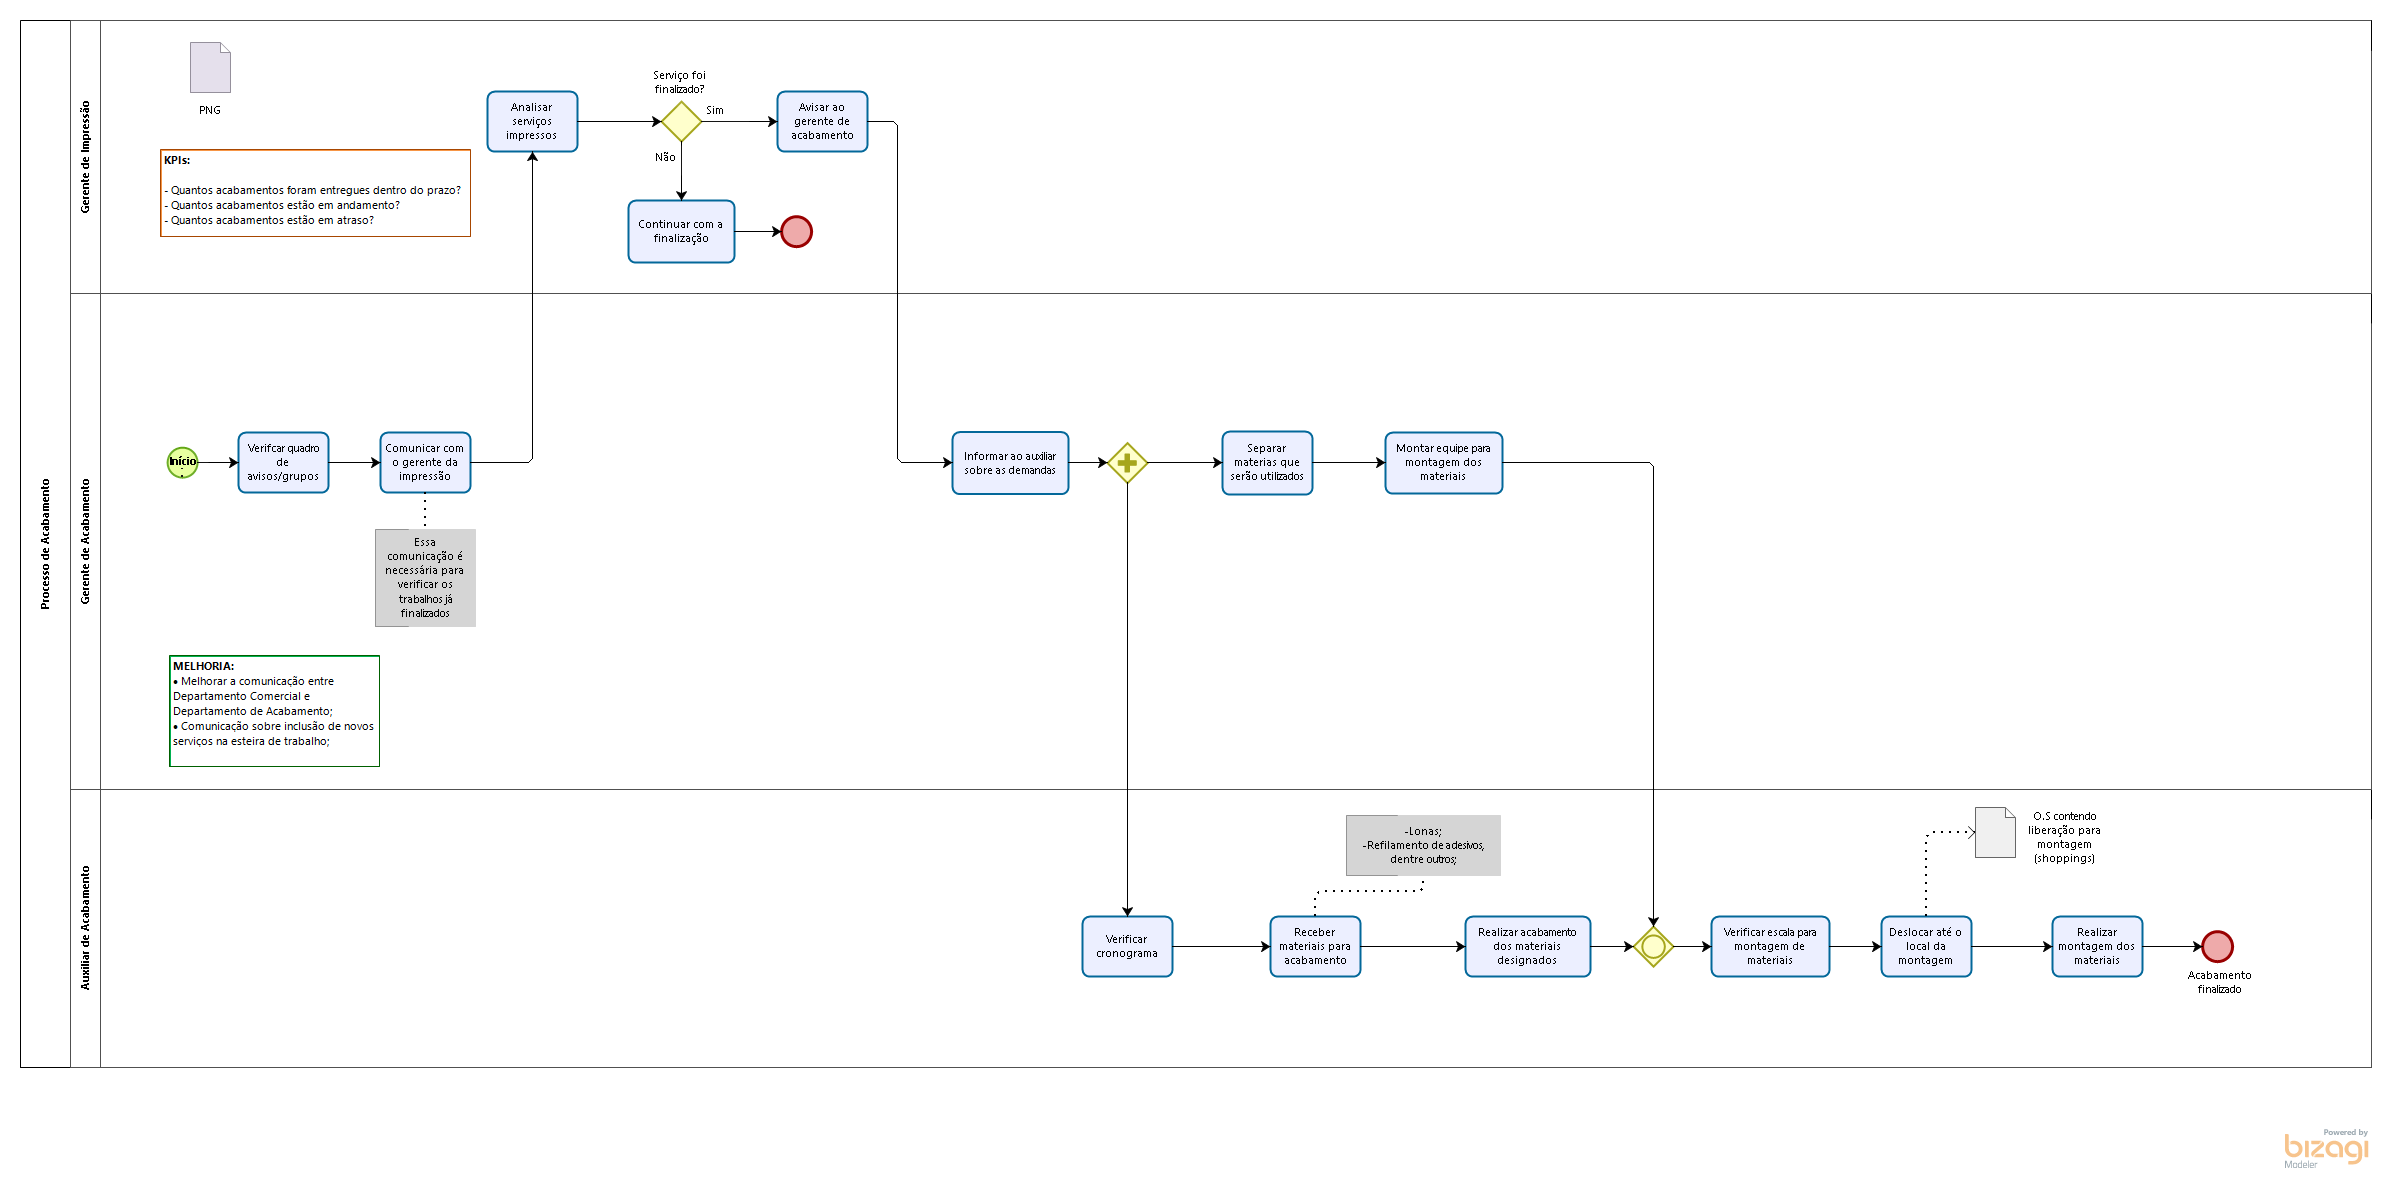 Processo de Acabamento
Gerente de Impressão
PNG
KPIs:
- Quantos acabamentos foram entregues dentro do prazo?
- Quantos acabamentos estão em andamento?
- Quantos acabamentos estão em atraso?
Analisar
serviços
impressos
Serviço foi
finalizado?
Sim
Não
Avisar ao
gerente de
acabamento
Continuar com a
finalização
Gerente de Acabamento
Início
Verifcar quadro
de
avisos/grupos
Comunicar com
o gerente da
impressão
Essa
comunicação é
necessária para
verificar os
trabalhos já
finalizados
Informar ao auxiliar
sobre as demandas
Separar
materias que
serão utilizados
Montar equipe para
montagem dos
materiais
MELHORIA:
• Melhorar a comunicação entre
Departamento Comercial e
Departamento de Acabamento;
• Comunicação sobre inclusão de novos
serviços na esteira de trabalho;
Auxiliar de Acabamento
Verificar
cronograma
-Lonas;
-Refilamento de adesivos,
dentre outros;
Receber
materiais para
acabamento
Realizar acabamento
dos materiais
designados
Verificar escala para
montagem de
materiais
O.S contendo
liberação para
montagem
(shoppings)
Deslocar até o
local da
montagem
Realizar
montagem dos
materiais
Acabamento
finalizado
Powered by
bizagi
Modeler